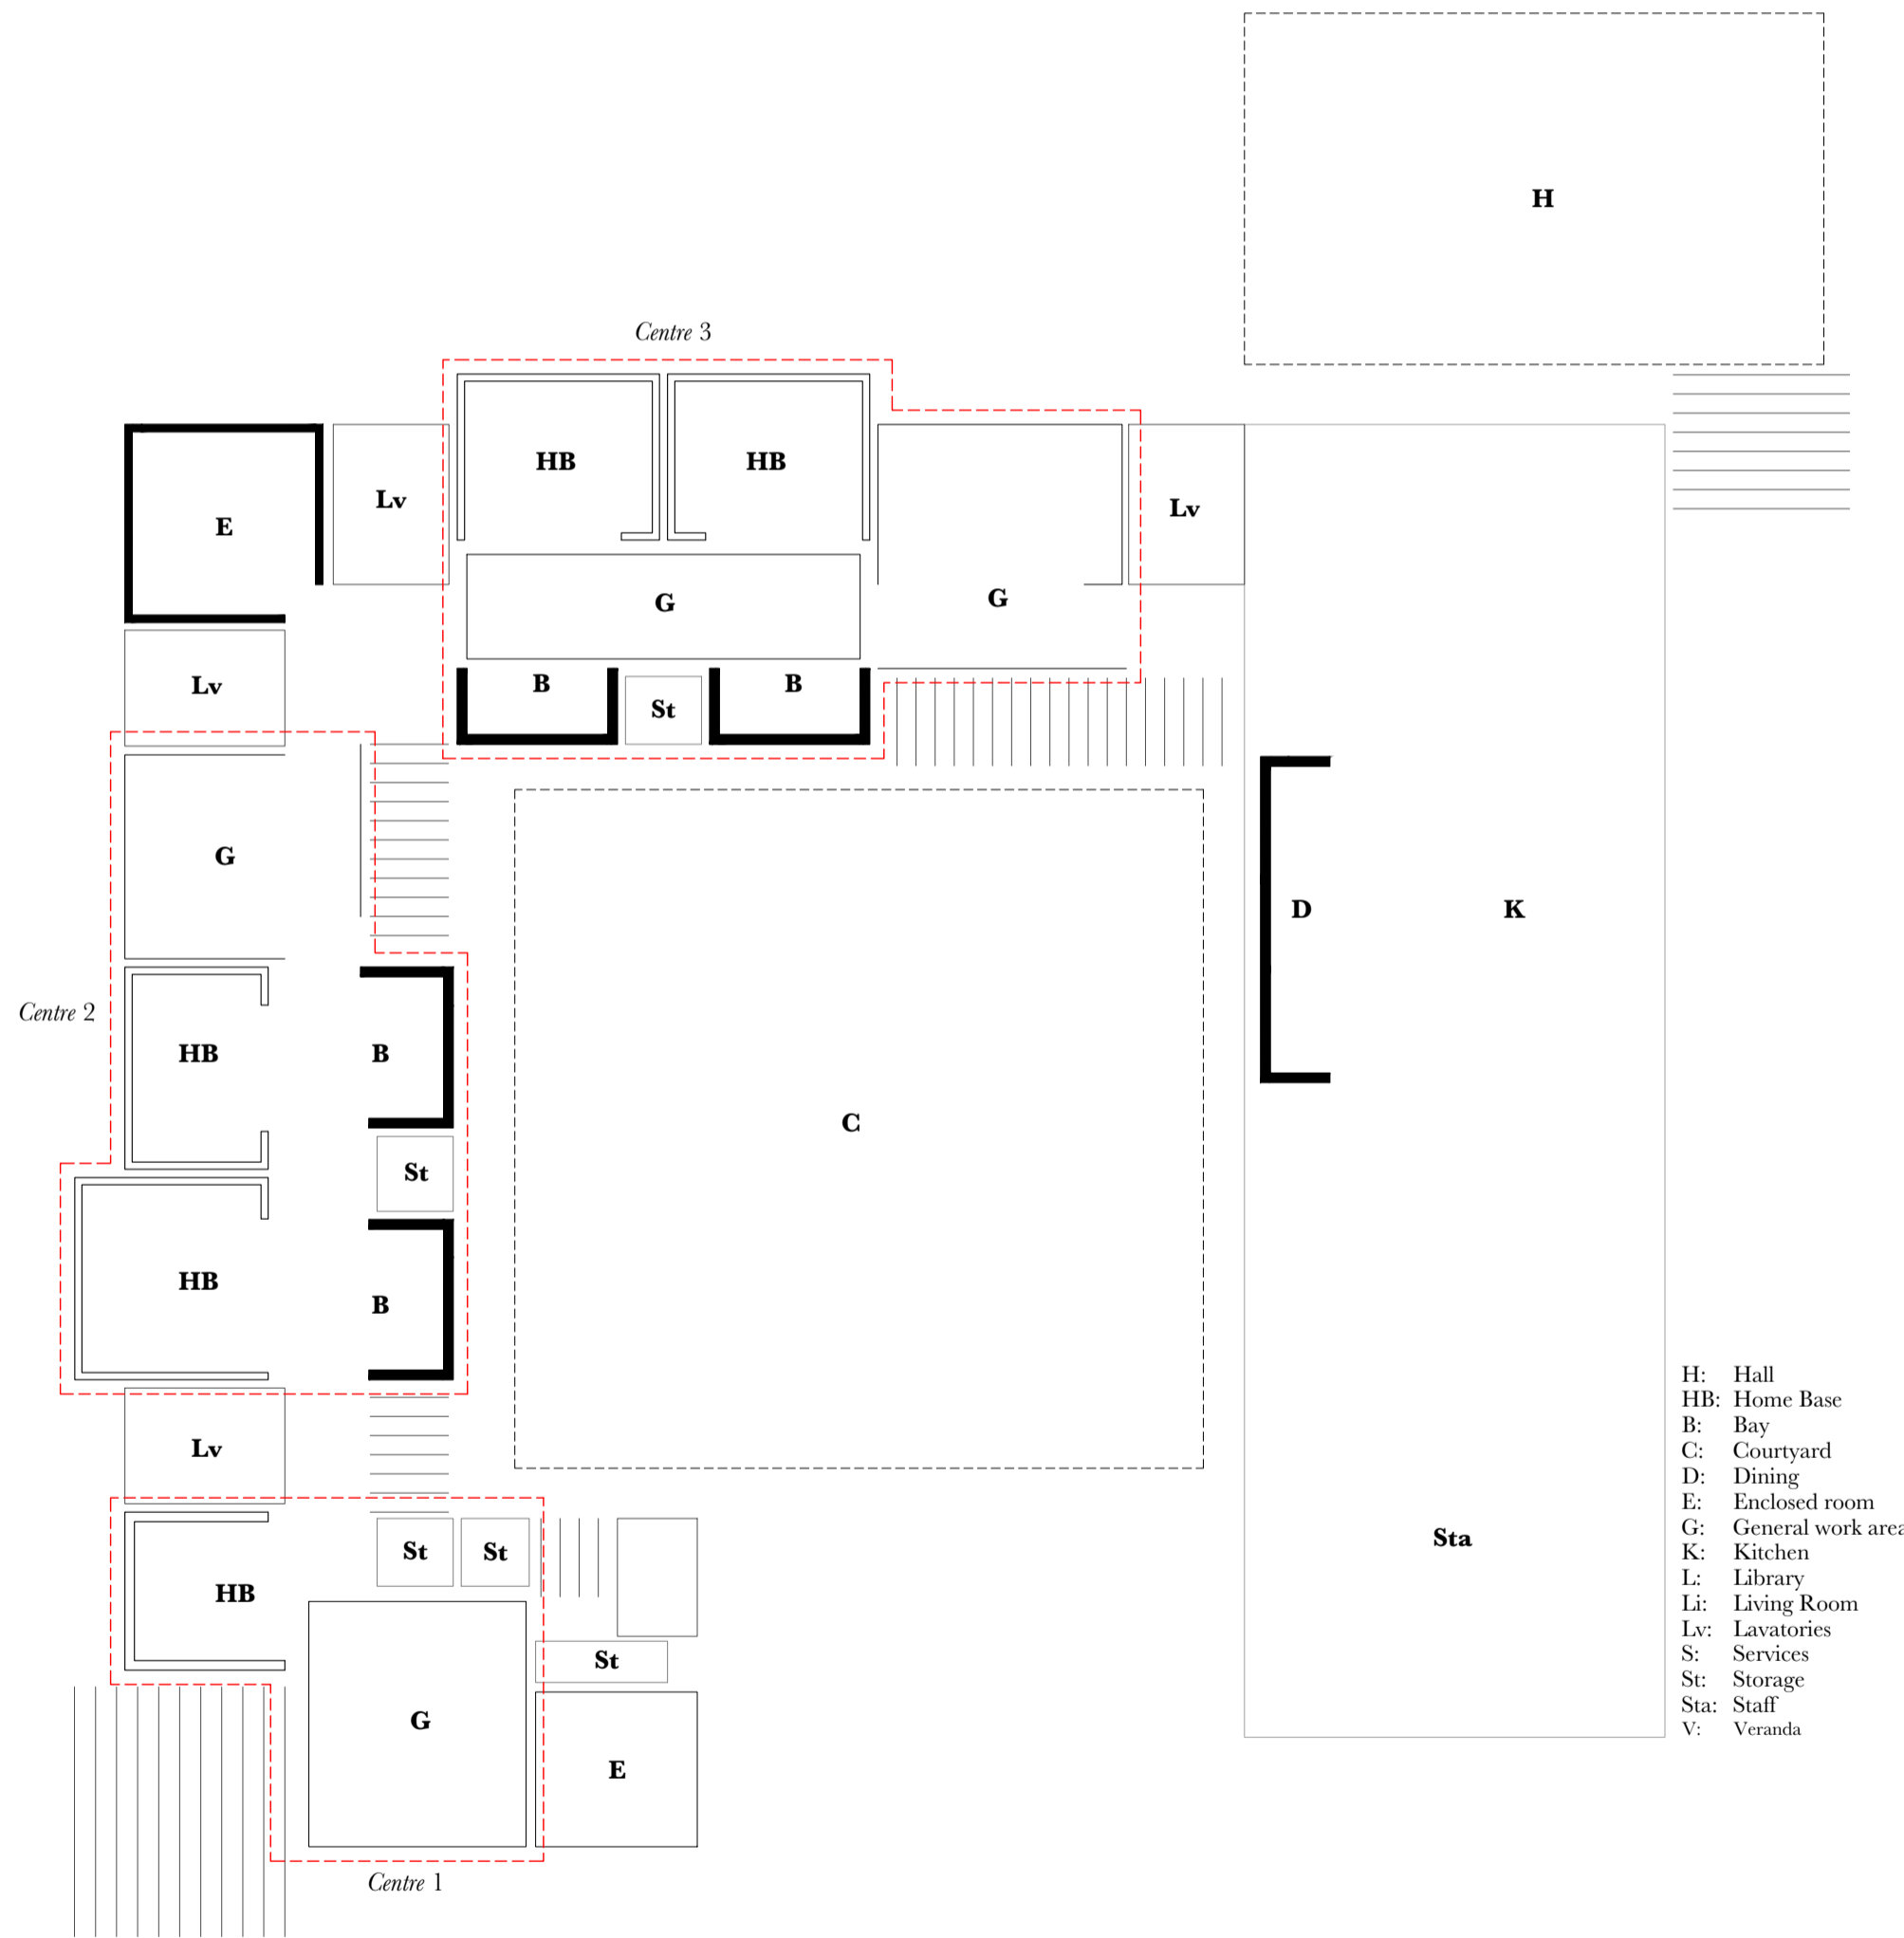 H
Centre 3
HB
HB
Lv
Lv
E
G
G
Lv
B
B
St
G
D
K
Centre 2
HB
B
C
St
HB
B
H: Hall
HB: Home Base
B: Bay
C: Courtyard
D: Dining
E: Enclosed room
G: General work area
K: Kitchen
L: Library
Li: Living Room
Lv: Lavatories
S: Services
St: Storage
Sta: Staff
V: Veranda
Lv
Sta
St
St
HB
St
G
E
Centre 1